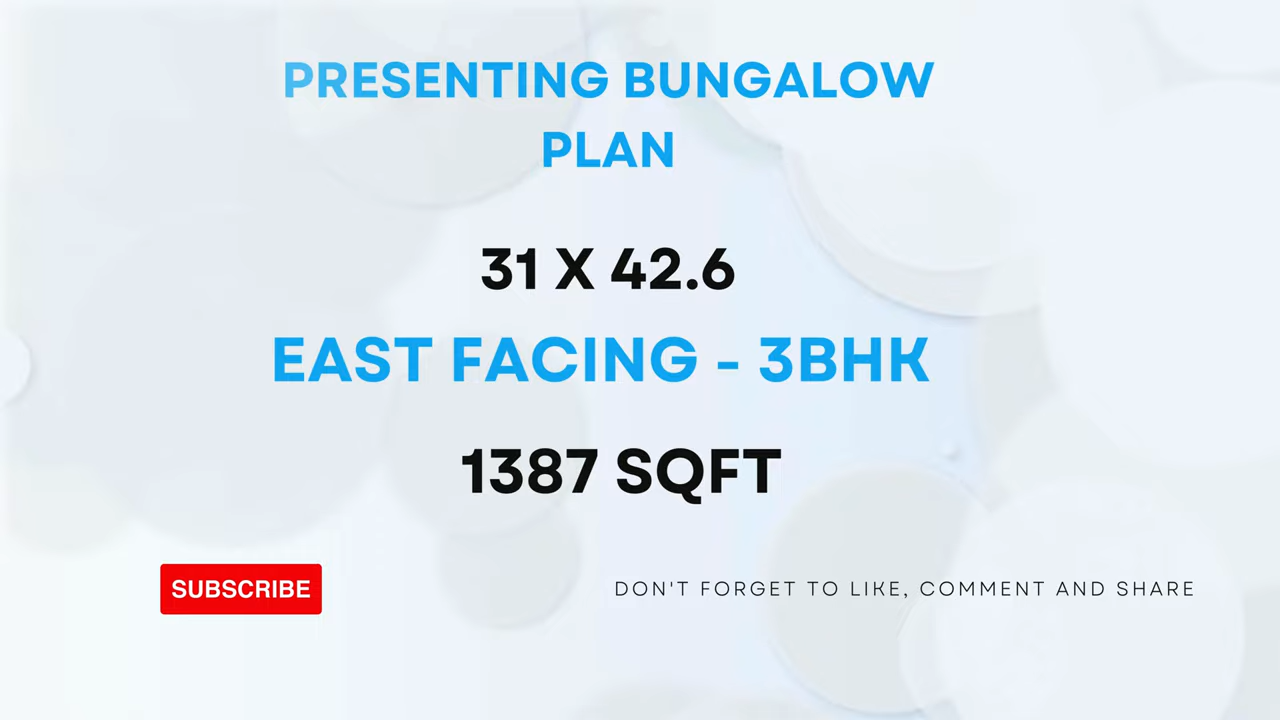 PRESENTING BUNGALOW
PLAN
31 X 42.6
EAST FACING - 3BHK
1387 SQFT
SUBSCRIBE
DON'T FORGET TO LIKE, COMMENT AND SHARE